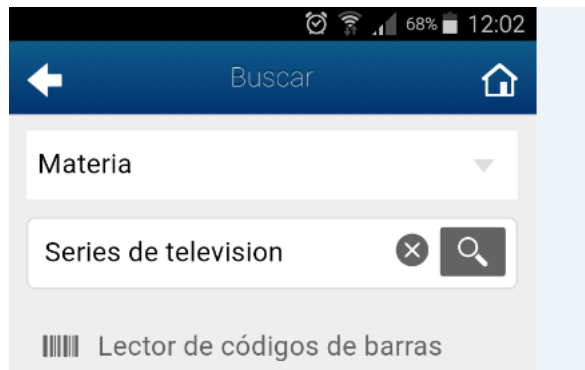 68% 12:02
Buscar
Materia
Series de television
Lector de códigos de barras